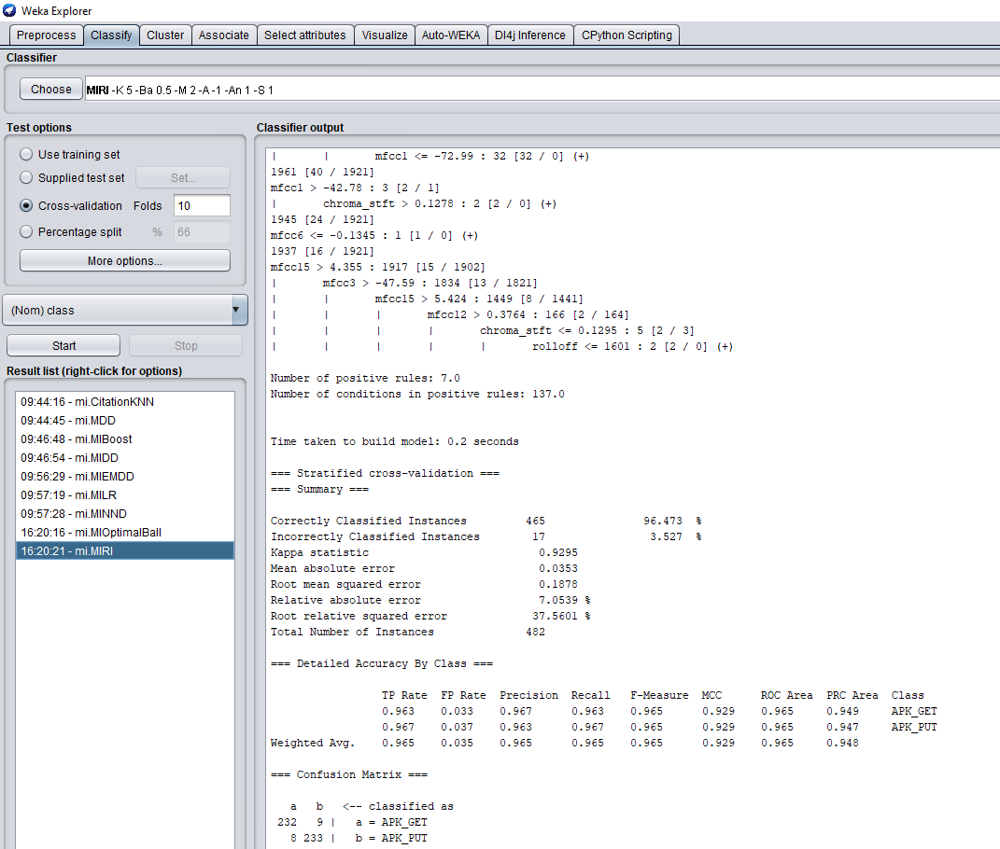 Weka Explorer
Preprocess Classify Cluster Associate Select attributes Visualize Auto-WEKA Dl4j Inference CPython Scripting
Classifier
Choose MIRI -K 5 -Ba 0.5 -M 2 -A -1 -An 1 -S 1
Test options
Use training set
Supplied test set Set...
Cross-validation Folds 10
Percentage split % 66
More options...
(Nom) class
Start Stop
Result list (right-click for options)
09:44:16 - mi.CitationKNN
09:44:45 - mi.MDD
09:46:48 - mi.MIBoost
09:46:54 - mi.MIDD
09:56:29 - mi.MIEMDD
09:57:19 - mi.MILR
09:57:28 - mi.MINND
16:20:16 - mi.MIOptimalBall
16:20:21 - mi.MIRI
Classifier output
| | mfcc1 <= -72.99 : 32 [32 / 0] (+)
1961 [40 / 1921]
mfcc1 > -42.78 : 3 [2 / 1]
| chroma_stft > 0.1278 : 2 [2 / 0] (+)
1945 [24 / 1921]
mfcc6 <= -0.1345 : 1 [1 / 0] (+)
1937 [16 / 1921]
mfcc15 > 4.355 : 1917 [15 / 1902]
| mfcc3 > -47.59 : 1834 [13 / 1821]
| | mfcc15 > 5.424 : 1449 [8 / 1441]
| | | mfcc12 > 0.3764 : 166 [2 / 164]
| | | | chroma_stft <= 0.1295 : 5 [2 / 3]
| | | | | rolloff <= 1601 : 2 [2 / 0] (+)
Number of positive rules: 7.0
Number of conditions in positive rules: 137.0
Time taken to build model: 0.2 seconds
=== Stratified cross-validation ===
=== Summary ===
Correctly Classified Instances 465 96.473 %
Incorrectly Classified Instances 17 3.527 %
Kappa statistic 0.9295
Mean absolute error 0.0353
Root mean squared error 0.1878
Relative absolute error 7.0539 %
Root relative squared error 37.5601 %
Total Number of Instances 482
=== Detailed Accuracy By Class ===
TP Rate FP Rate Precision Recall F-Measure MCC ROC Area PRC Area Class
0.963 0.033 0.967 0.963 0.965 0.929 0.965 0.949 APK_GET
0.967 0.037 0.963 0.967 0.965 0.929 0.965 0.947 APK_PUT
Weighted Avg. 0.965 0.035 0.965 0.965 0.965 0.929 0.965 0.948
=== Confusion Matrix ===
a b <-- classified as
232 9 | a = APK_GET
8 233 | b = APK_PUT